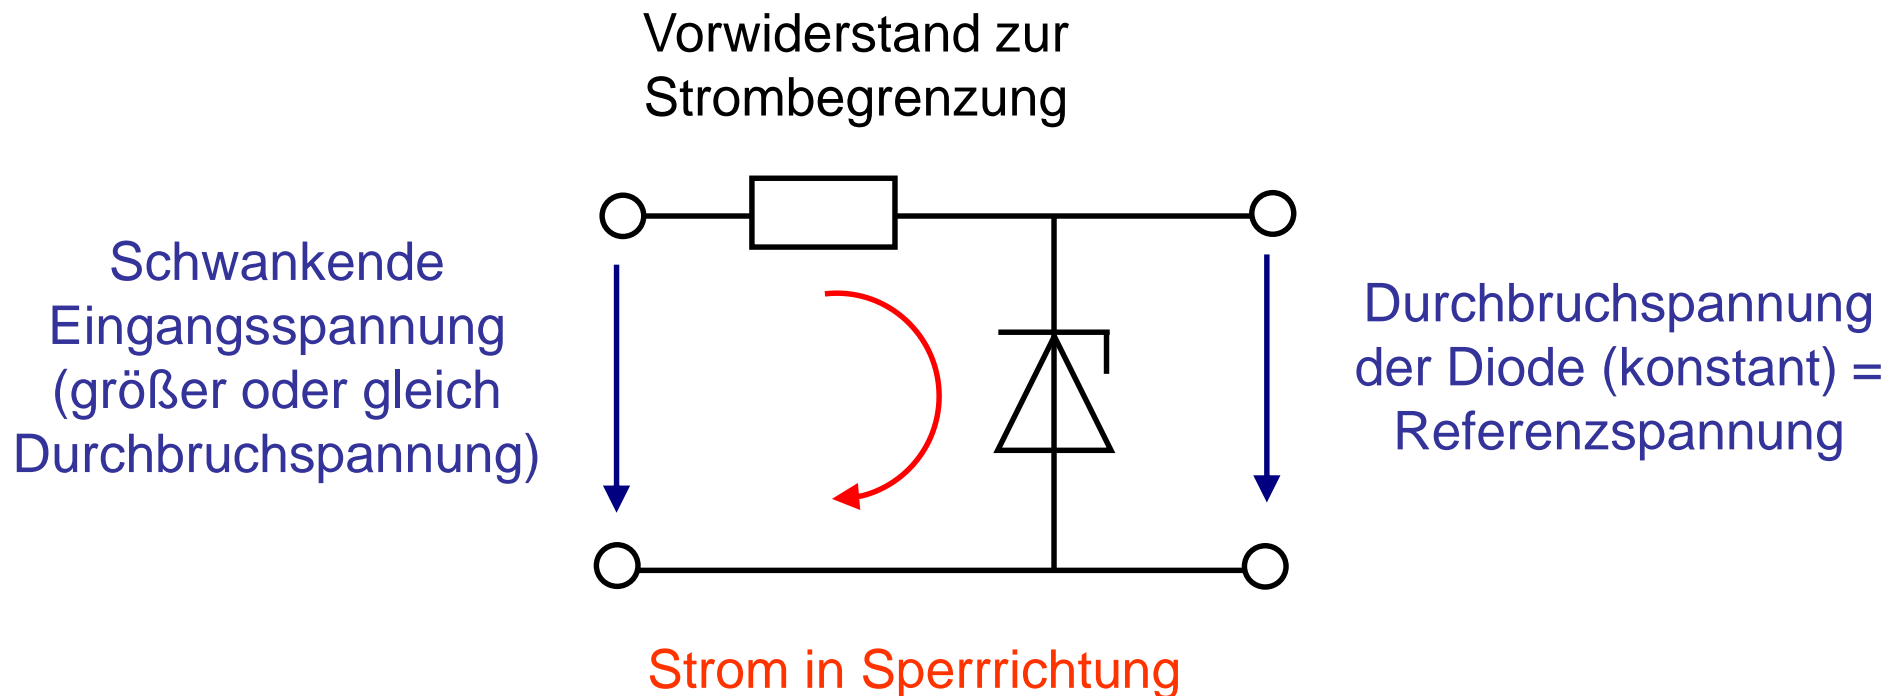 Vorwiderstand zur
Strombegrenzung
Schwankende
Eingangsspannung
(größer oder gleich
Durchbruchspannung)
Durchbruchspannung
der Diode (konstant) =
Referenzspannung
Strom in Sperrrichtung